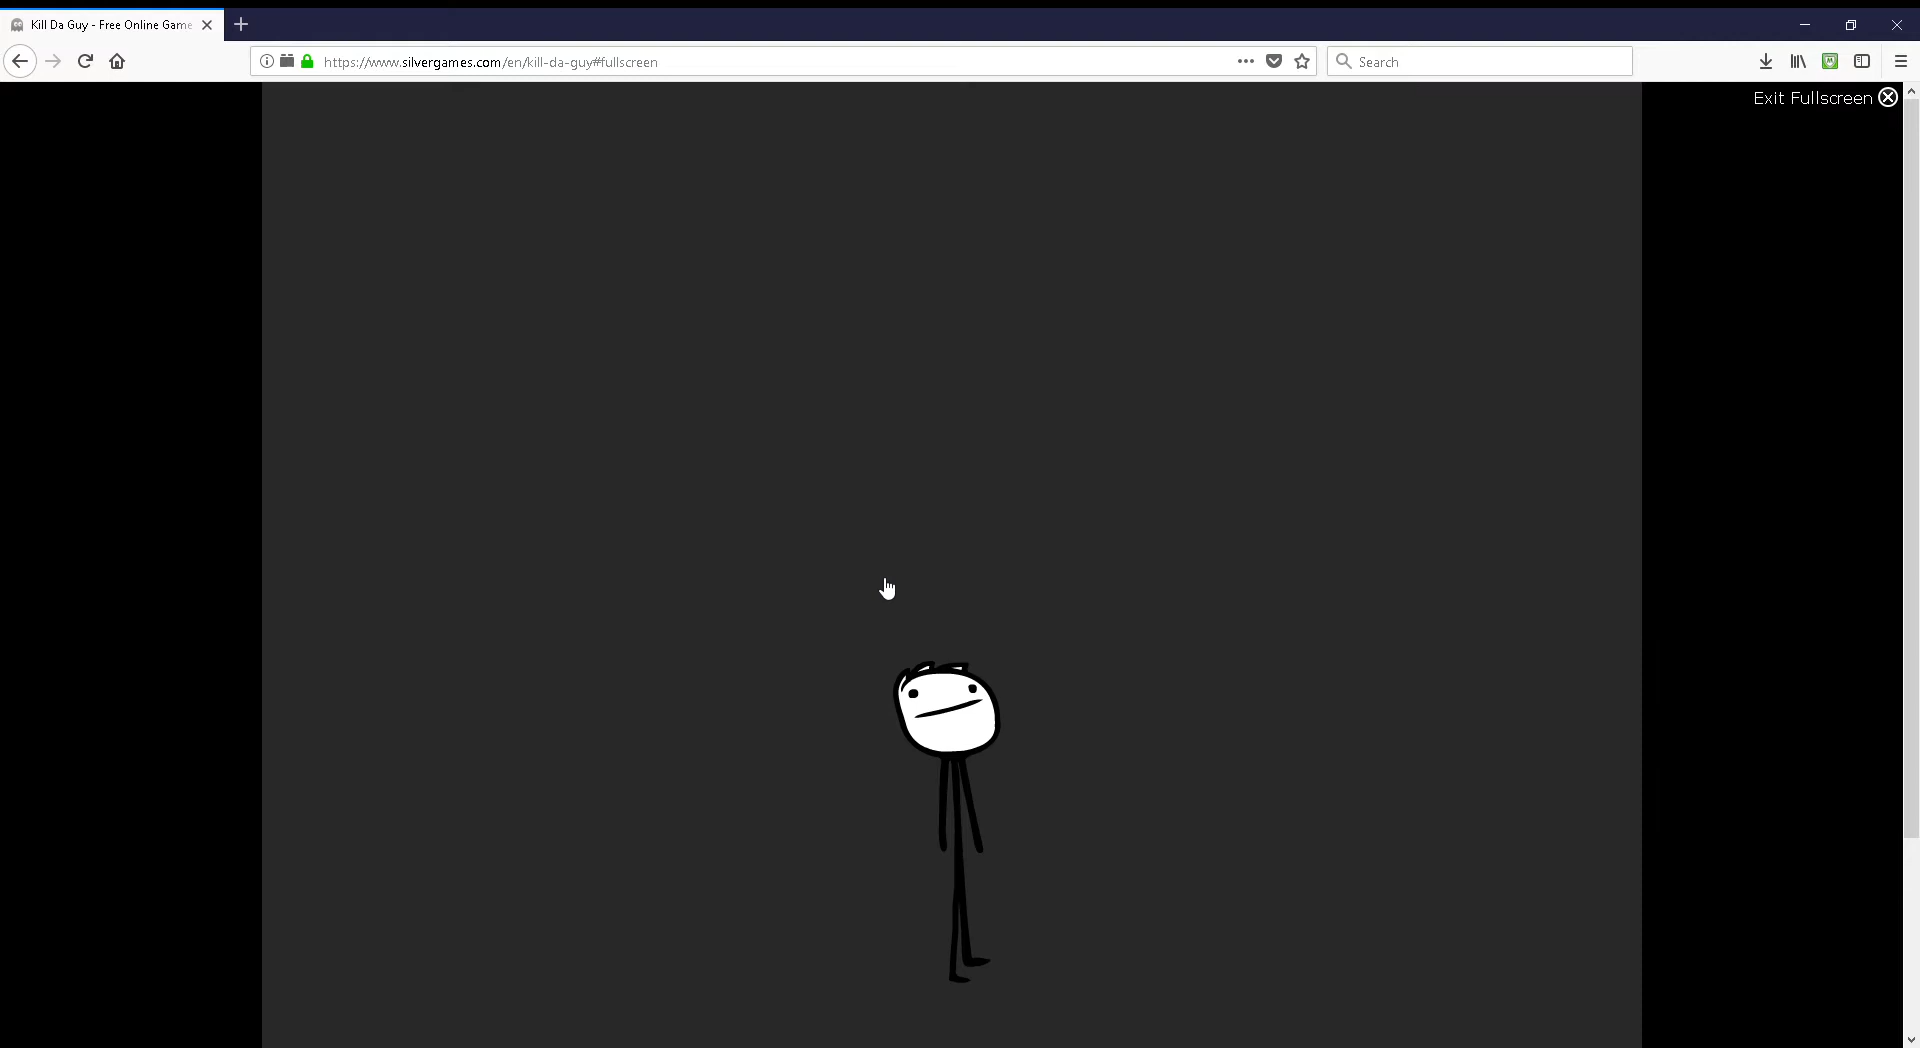 Kill Da Guy - Free Online Game
https://www.silvergames.com/en/kill-da-guy#fullscreen
Search
Exit Fullscreen